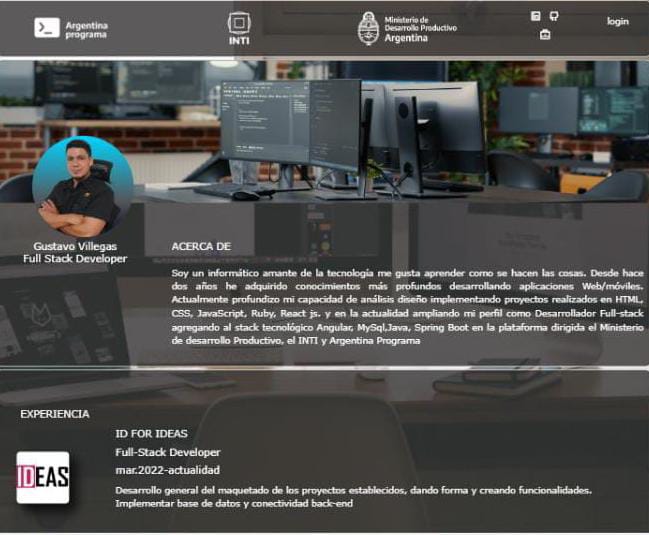 Argentina
programa
INTI
Ministerio de
Desarrollo Productivo
Argentina
login
Gustavo Villegas
Full Stack Developer
ACERCA DE
Soy un informático amante de la tecnología me gusta aprender como se hacen las cosas. Desde hace
dos años he adquirido conocimientos más profundos desarrollando aplicaciones Web/móviles.
Actualmente profundizo mi capacidad de análisis diseño implementando proyectos realizados en HTML,
CSS, JavaScript, Ruby, React js. y en la actualidad ampliando mi perfil como Desarrollador Full-stack
agregando al stack tecnológico Angular, MySql,Java, Spring Boot en la plataforma dirigida el Ministerio
de desarrollo Productivo, el INTI y Argentina Programa
EXPERIENCIA
ID FOR IDEAS
Full-Stack Developer
mar.2022-actualidad
IDEAS
Desarrollo general del maquetado de los proyectos establecidos, dando forma y creando funcionalidades.
Implementar base de datos y conectividad back-end